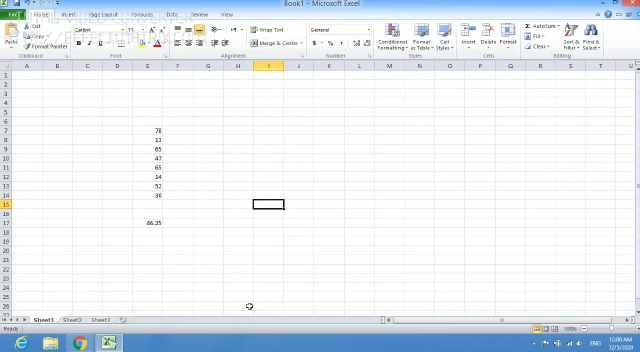 Book1 - Microsoft Excel
File Home Insert Page Layout Formulas Data Review View
Cut
Copy
Format Painter
Paste
Clipboard
Calibri
Font
Wrap Text
Merge & Center
Alignment
General
Number
Conditional Formatting
Format as Table
Cell Styles
Styles
Insert Delete Format
Cells
AutoSum
Fill
Clear
Sort & Filter
Find & Select
Editing
A B C D E F G H I J K L M N O P Q R S T U
1
2
3
4
5
6
7 78
8 13
9 65
10 47
11 65
12 14
13 52
14 36
15
16
17 46.25
18
19
20
21
22
23
24
25
26
Sheet1 Sheet2 Sheet3
Ready
100%
ENG
12:00 AM
12/1/2020